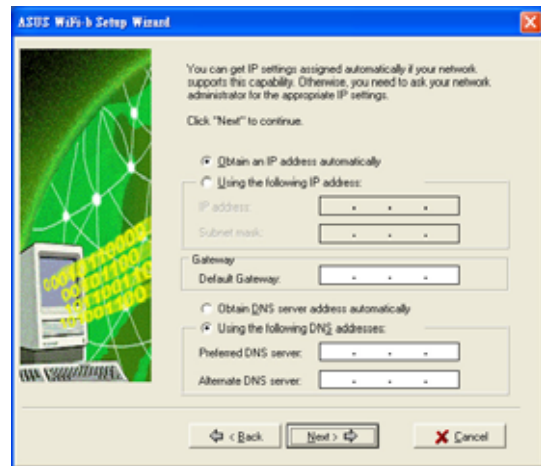 ASUS WiFi-b Setup Wizard
You can get IP settings assigned automatically if your network
supports this capability. Otherwise, you need to ask your network
administrator for the appropriate IP settings.
Click "Next" to continue.
Obtain an IP address automatically
Using the following IP address:
IP address:
Subnet mask:
Gateway
Default Gateway:
Obtain DNS server address automatically
Using the following DNS addresses:
Preferred DNS server:
Alternate DNS server:
< Back
Next >
Cancel